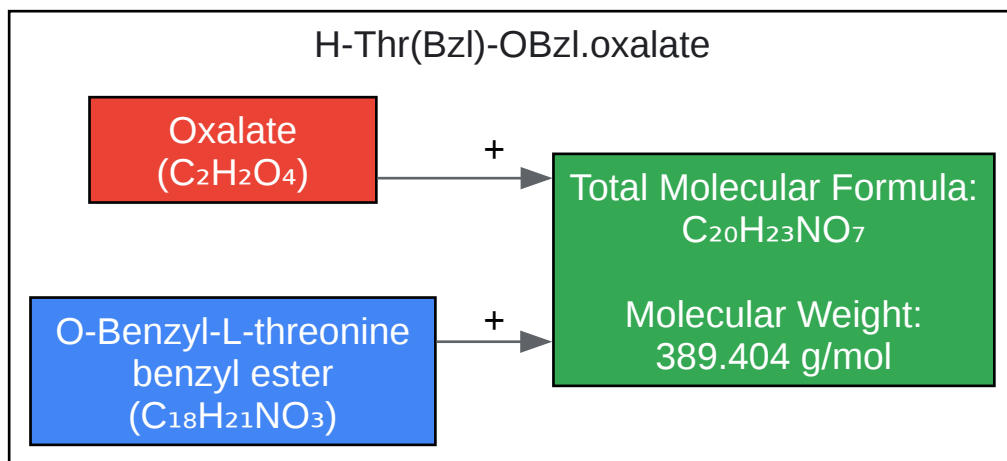 H-Thr(Bzl)-OBzl.oxalate
Oxalate
(C₂H₂O₄)
+
Total Molecular Formula:
C₂₀H₂₃NO₇
Molecular Weight:
389.404 g/mol
+
O-Benzyl-L-threonine
benzyl ester
(C₁₈H₂₁NO₃)